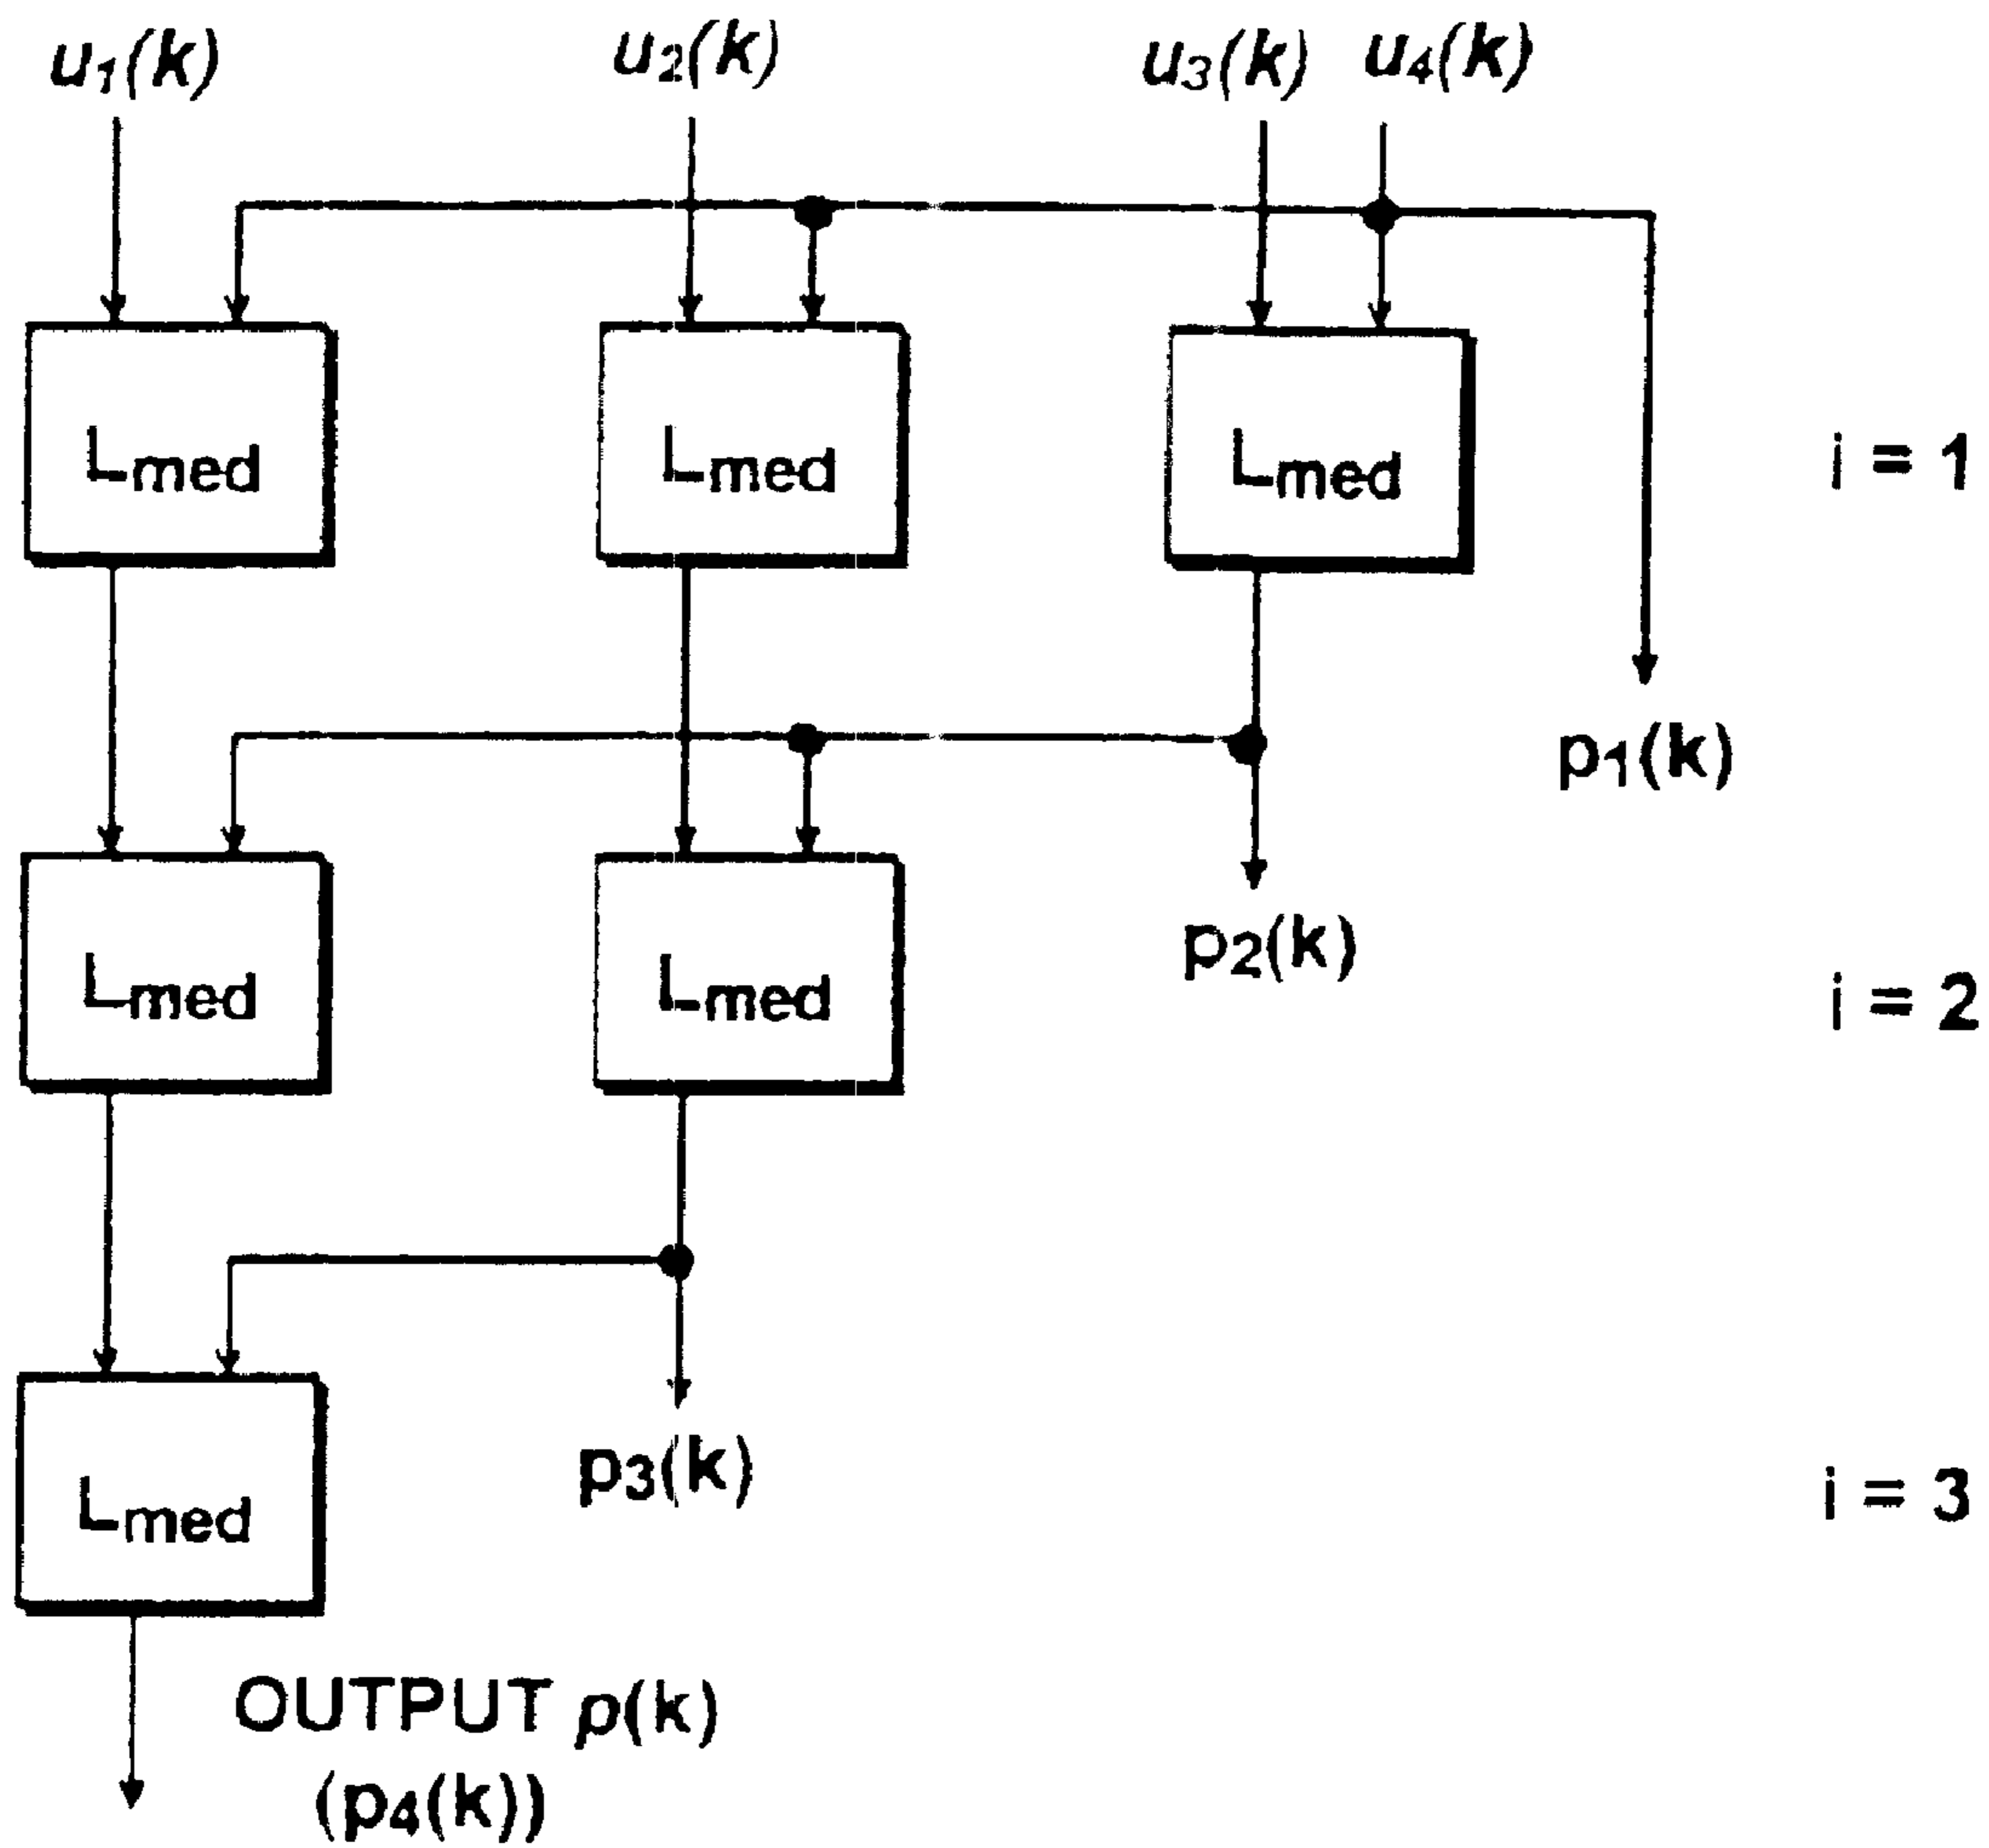 u1(k) u2(k) u3(k) u4(k)
Lmed Lmed Lmed i = 1
p1(k)
p2(k)
Lmed Lmed i = 2
p3(k)
Lmed i = 3
OUTPUT p(k)
(p4(k))